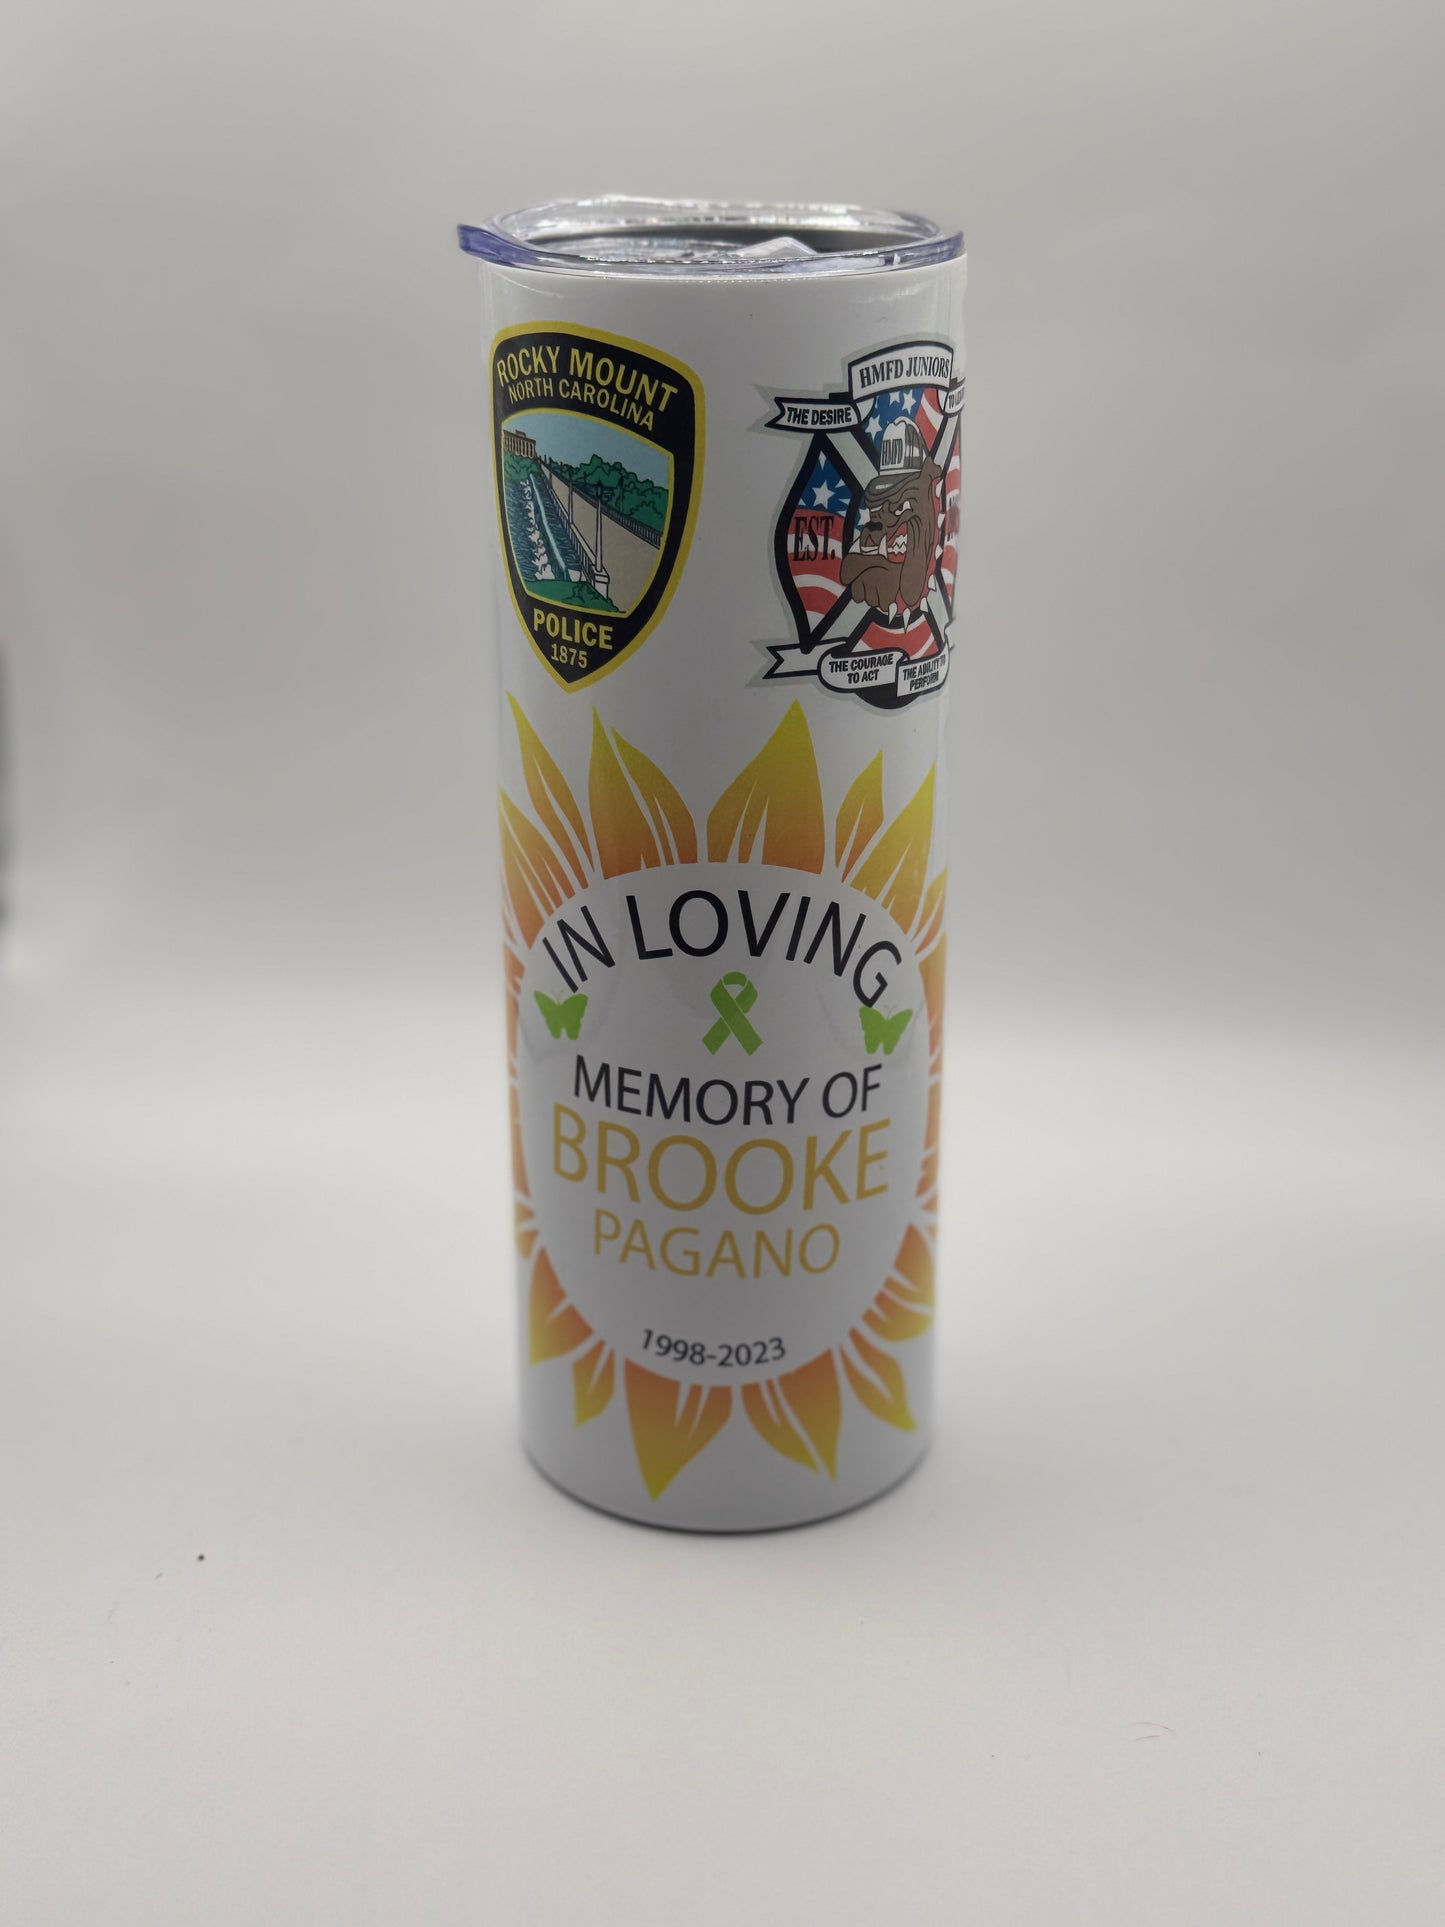 ROCKY MOUNT
NORTH CAROLINA
POLICE
1875
HMFD JUNIORS
THE DESIRE
HMFD
EST.
THE COURAGE
TO ACT
THE ABILITY TO
PERFORM
IN LOVING
MEMORY OF
BROOKE
PAGANO
1998-2023